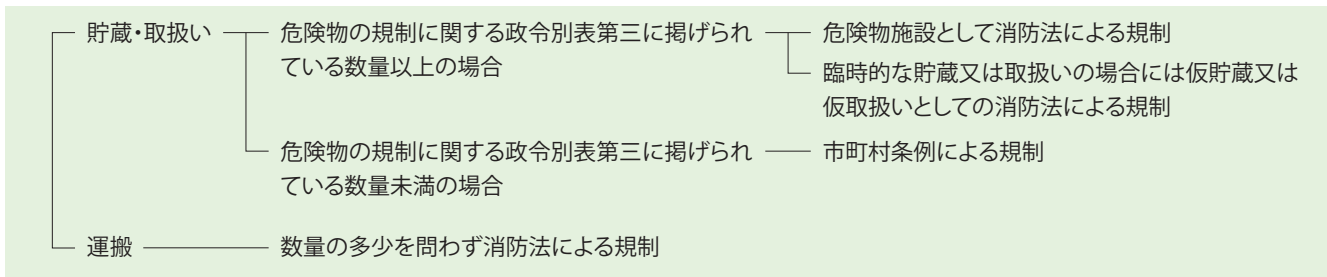 貯蔵・取扱い
危険物の規制に関する政令別表第三に掲げられ
ている数量以上の場合
危険物施設として消防法による規制
臨時的な貯蔵又は取扱いの場合には仮貯蔵又は
仮取扱いとしての消防法による規制
危険物の規制に関する政令別表第三に掲げられ
ている数量未満の場合
市町村条例による規制
運搬
数量の多少を問わず消防法による規制